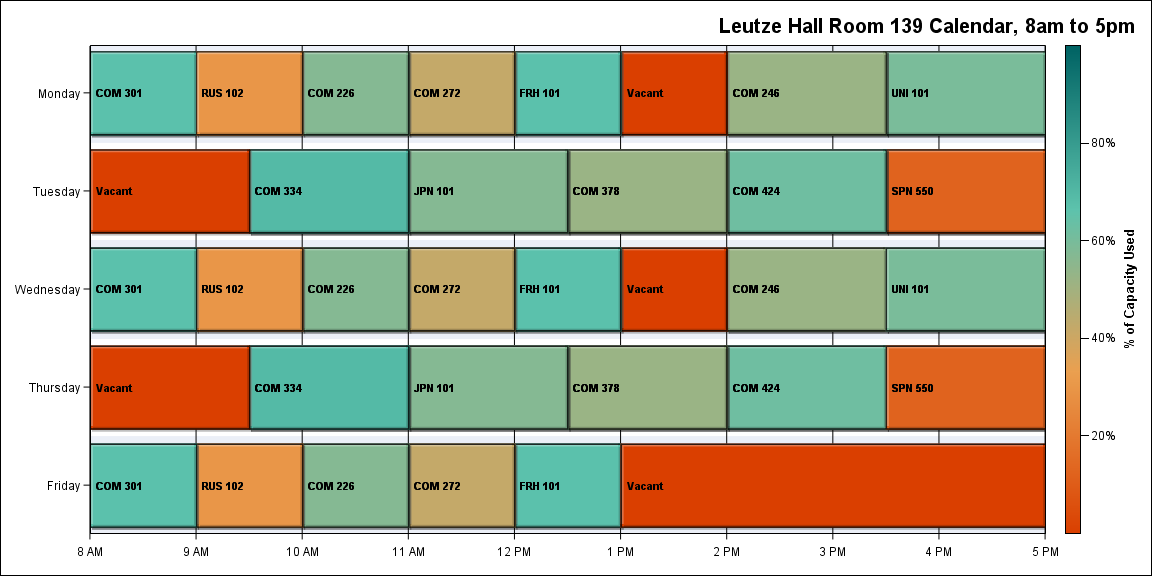 Leutze Hall Room 139 Calendar, 8am to 5pm
Monday
COM 301
RUS 102
COM 226
COM 272
FRH 101
Vacant
COM 246
UNI 101
Tuesday
Vacant
COM 334
JPN 101
COM 378
COM 424
SPN 550
Wednesday
COM 301
RUS 102
COM 226
COM 272
FRH 101
Vacant
COM 246
UNI 101
Thursday
Vacant
COM 334
JPN 101
COM 378
COM 424
SPN 550
Friday
COM 301
RUS 102
COM 226
COM 272
FRH 101
Vacant
8 AM
9 AM
10 AM
11 AM
12 PM
1 PM
2 PM
3 PM
4 PM
5 PM
80%
60%
40%
20%
% of Capacity Used